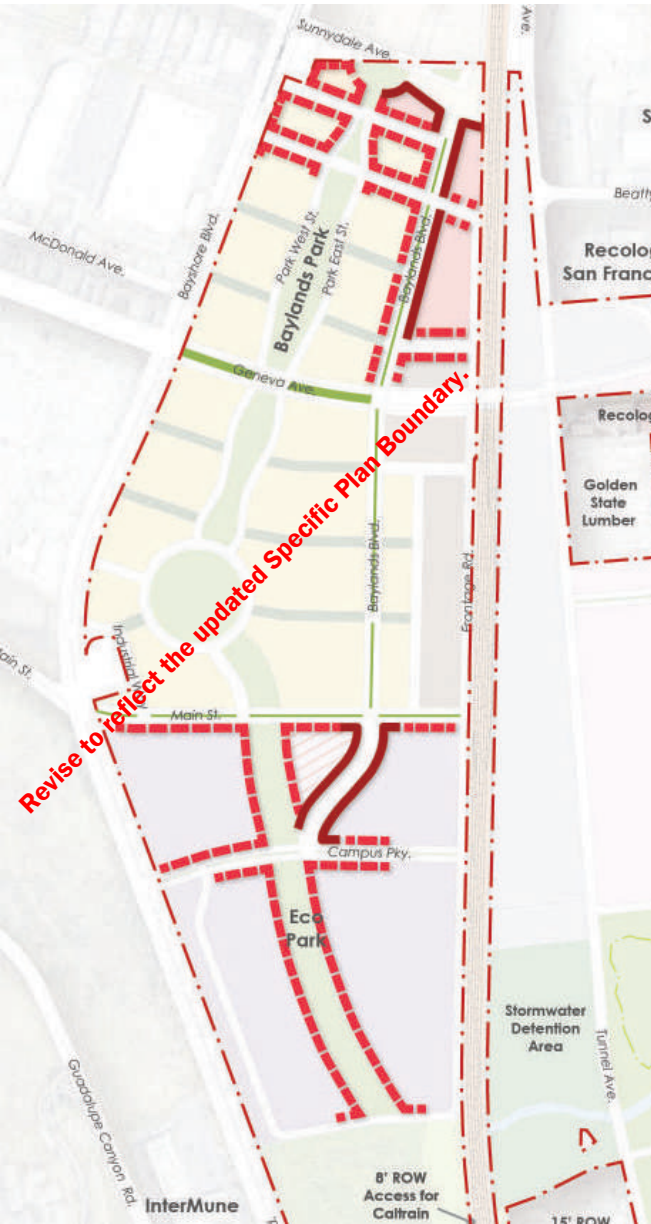 Sunnydale Ave.
Ave.
S
Beatty
McDonald Ave.
Bayshore Blvd.
Park West St.
Baylands Park
Park East St.
Baylands Blvd.
Recolog
San Franc
Geneva Ave.
Revise to reflect the updated Specific Plan Boundary.
Recolog
Golden
State
Lumber
Baylands Blvd.
Frontage Rd.
Industrial Way
Main St.
Main St.
Campus Pky.
Eco
Park
Stormwater
Detention
Area
Tunnel Ave.
Guadalupe Canyon Rd.
8' ROW
Access for
Caltrain
InterMune
15' ROW